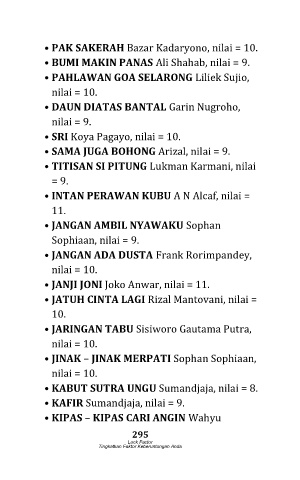 • PAK SAKERAH Bazar Kadaryono, nilai = 10.
• BUMI MAKIN PANAS Ali Shahab, nilai = 9.
• PAHLAWAN GOA SELARONG Liliek Sujio,
nilai = 10.
• DAUN DIATAS BANTAL Garin Nugroho,
nilai = 9.
• SRI Koya Pagayo, nilai = 10.
• SAMA JUGA BOHONG Arizal, nilai = 9.
• TITISAN SI PITUNG Lukman Karmani, nilai
= 9.
• INTAN PERAWAN KUBU A N Alcaf, nilai =
11.
• JANGAN AMBIL NYAWAKU Sophan
Sophiaan, nilai = 9.
• JANGAN ADA DUSTA Frank Rorimpandey,
nilai = 10.
• JANJI JONI Joko Anwar, nilai = 11.
• JATUH CINTA LAGI Rizal Mantovani, nilai =
10.
• JARINGAN TABU Sisiworo Gautama Putra,
nilai = 10.
• JINAK – JINAK MERPATI Sophan Sophiaan,
nilai = 10.
• KABUT SUTRA UNGU Sumandjaja, nilai = 8.
• KAFIR Sumandjaja, nilai = 9.
• KIPAS – KIPAS CARI ANGIN Wahyu
295
Luck Factor
Tingkatkan Faktor Keberuntungan Anda